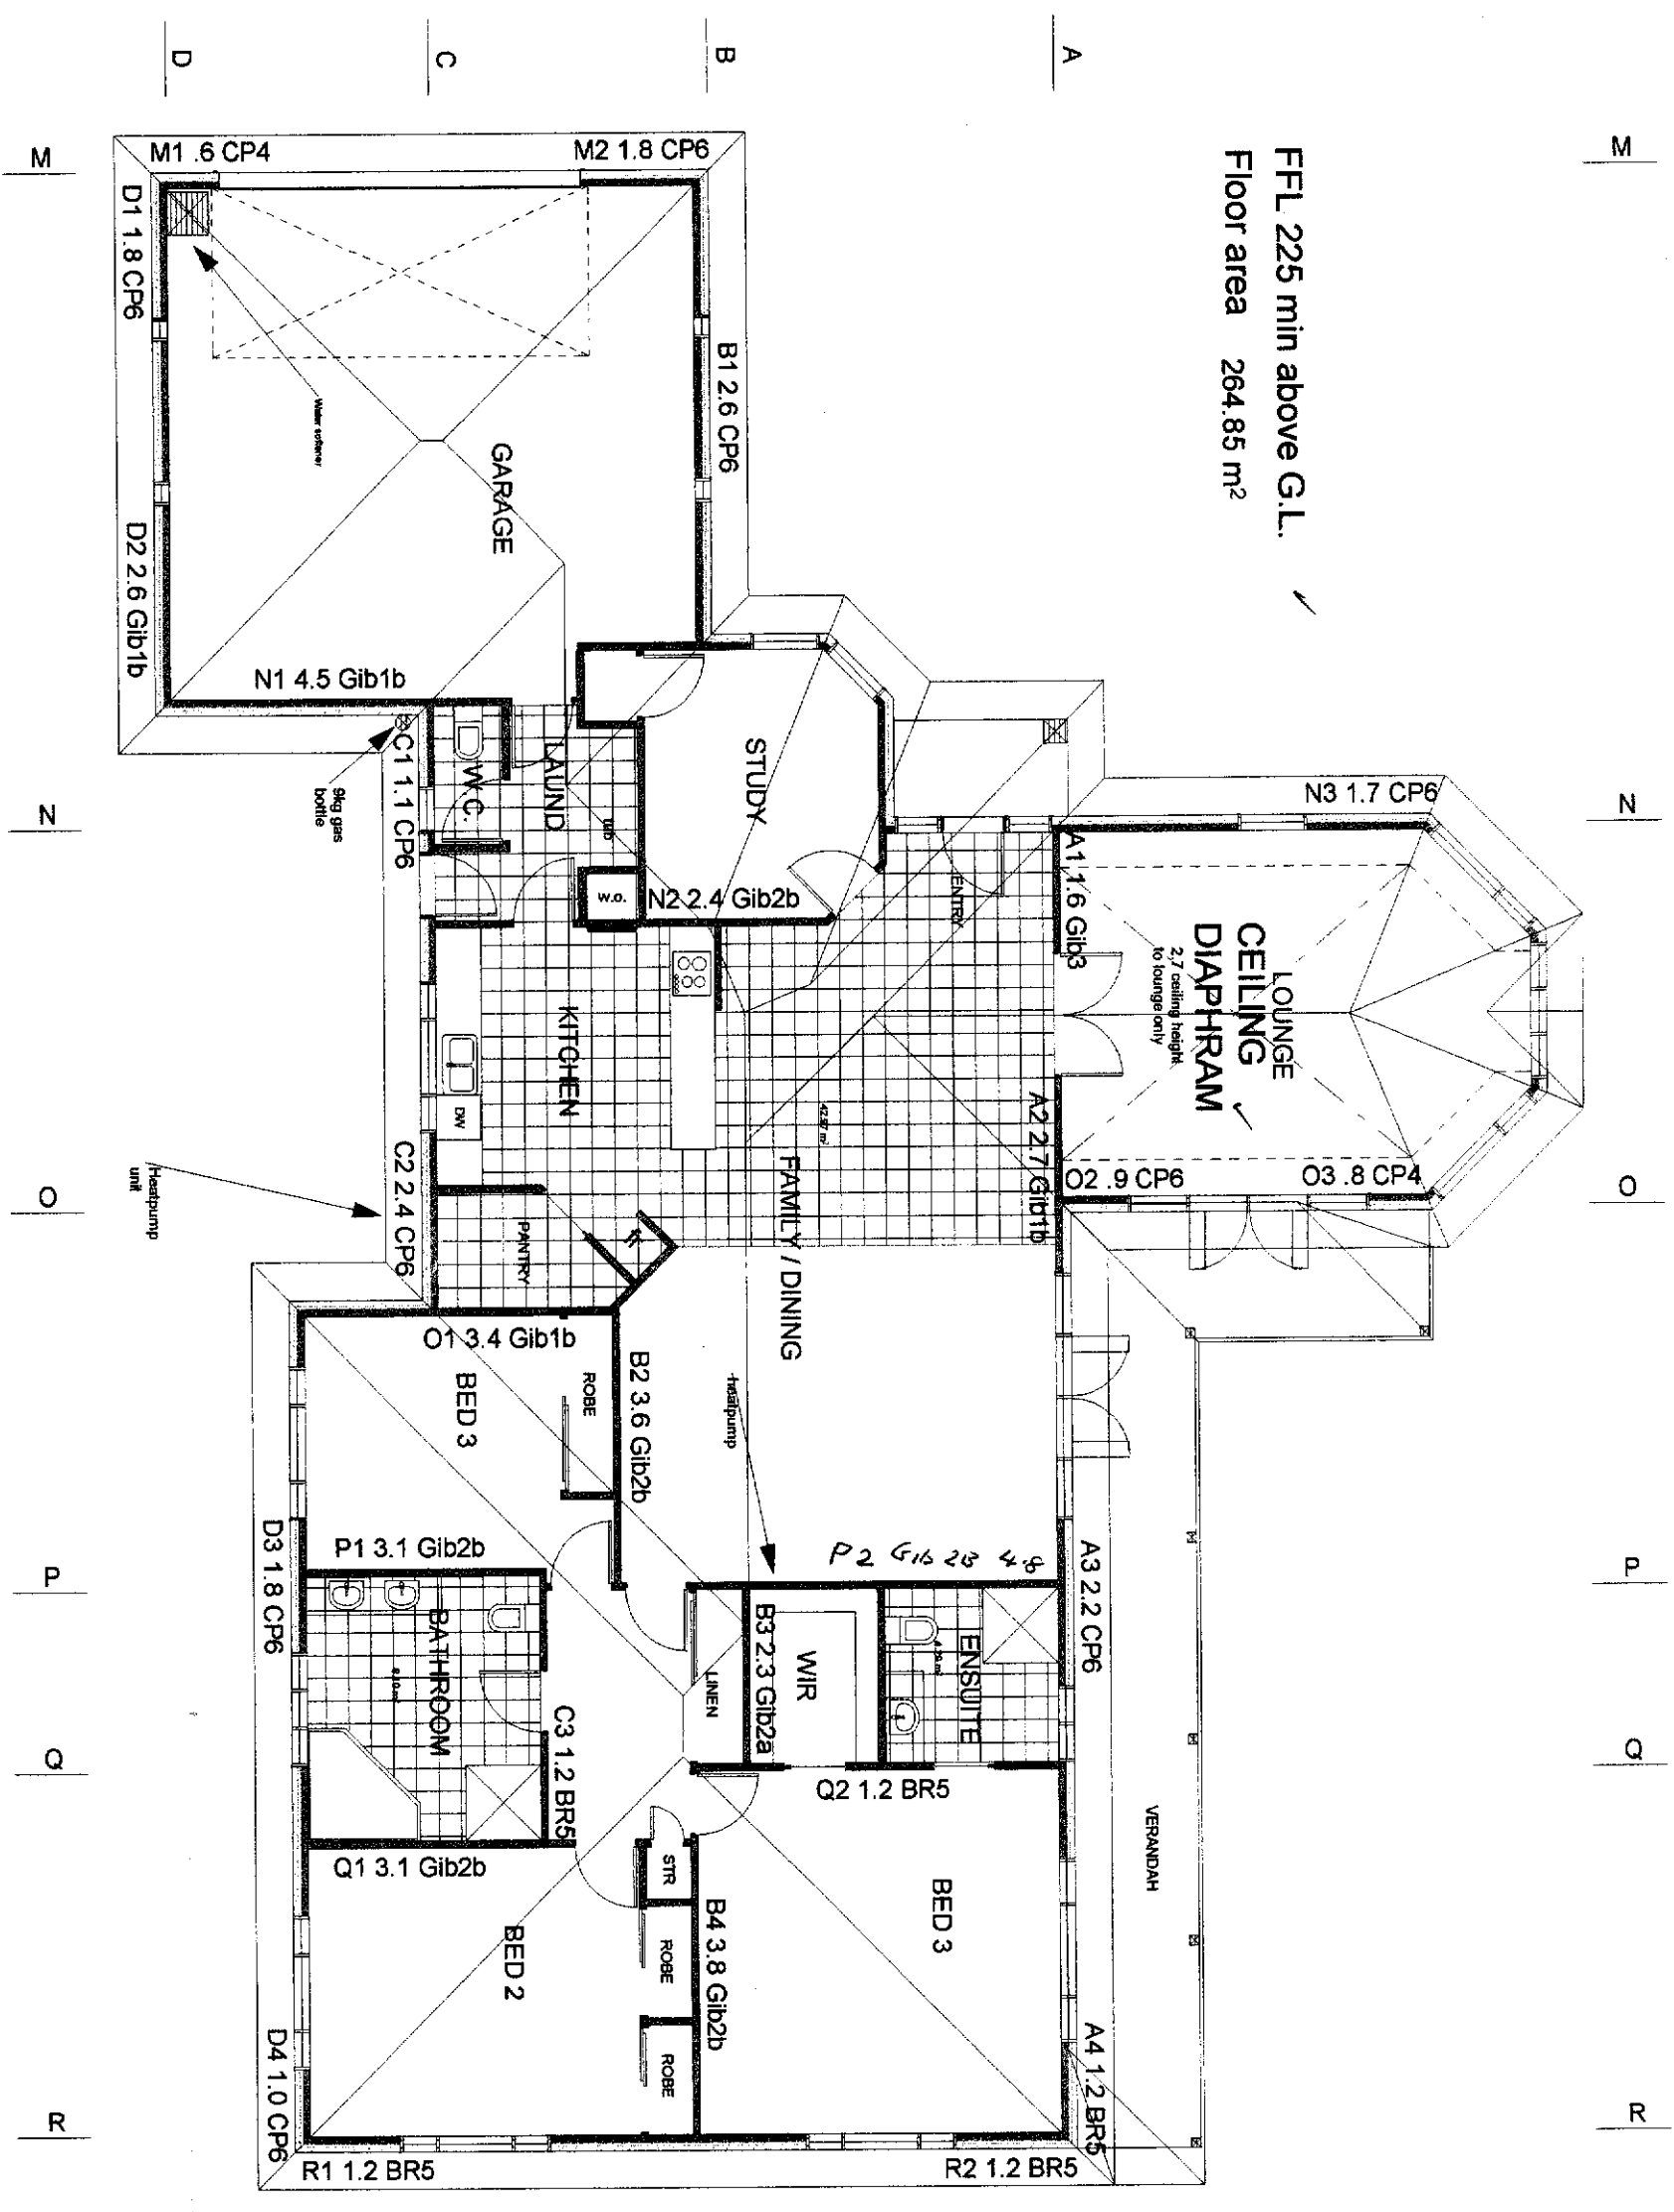 FFL 225 min above G.L.
Floor area 264.85 m²
A
B
C
D
M
M
N
N
O
O
P
P
Q
Q
R
R
M1 .6 CP4
M2 1.8 CP6
D1 1.8 CP6
B1 2.6 CP6
Water softener
GARAGE
D2 2.6 Gib1b
N1 4.5 Gib1b
C1 1.1 CP6
9kg gas
bottle
W.C.
LAUND
tub
STUDY
w.o.
N2 2.4 Gib2b
ENTRY
A1 1.6 Gib3
N3 1.7 CP6
LOUNGE
CEILING
DIAPHRAM
2,7 ceiling height
to lounge only
O2 .9 CP6
O3 .8 CP4
A2 2.7 Gib1b
KITCHEN
DW
FAMILY / DINING
C2 2.4 CP6
heatpump
unit
PANTRY
O1 3.4 Gib1b
BED 3
ROBE
B2 3.6 Gib2b
heatpump
P2 Gib 2B 4.8
P1 3.1 Gib2b
D3 1.8 CP6
BATHROOM
C3 1.2 BR5
LINEN
B3 2.3 Gib2a
WIR
ENSUITE
A3 2.2 CP6
Q2 1.2 BR5
VERANDAH
Q1 3.1 Gib2b
STR
BED 2
ROBE
ROBE
B4 3.8 Gib2b
BED 3
D4 1.0 CP6
A4 1.2 BR5
R1 1.2 BR5
R2 1.2 BR5